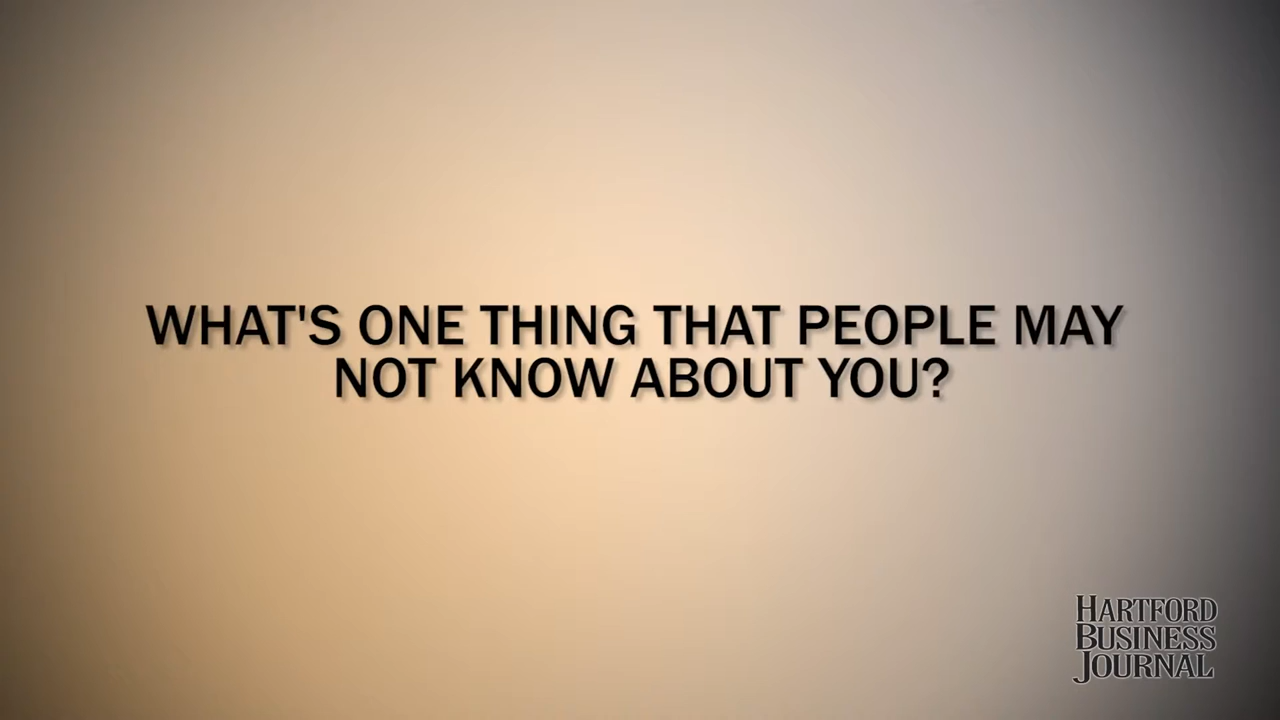 WHAT'S ONE THING THAT PEOPLE MAY
NOT KNOW ABOUT YOU?
HARTFORD
BUSINESS
JOURNAL